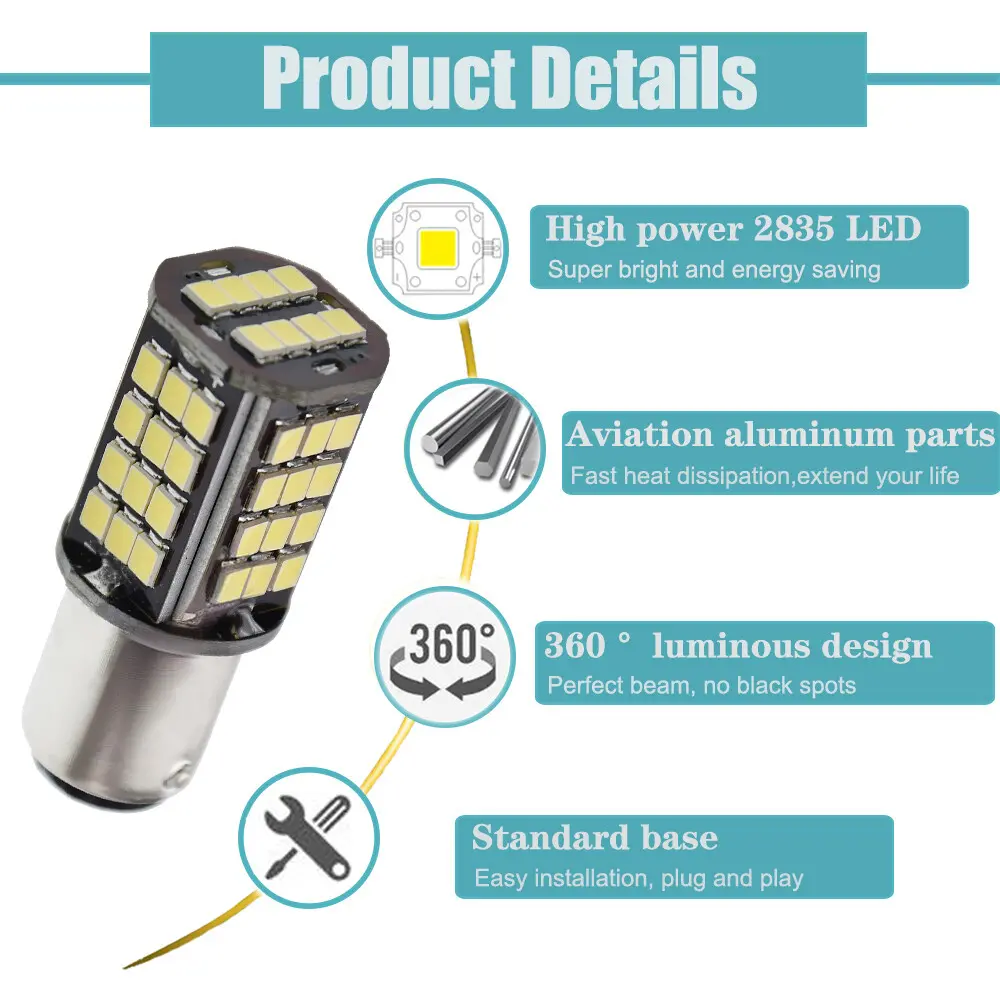 Product Details
High power 2835 LED
Super bright and energy saving
Aviation aluminum parts
Fast heat dissipation,extend your life
360°
360 ° luminous design
Perfect beam, no black spots
Standard base
Easy installation, plug and play